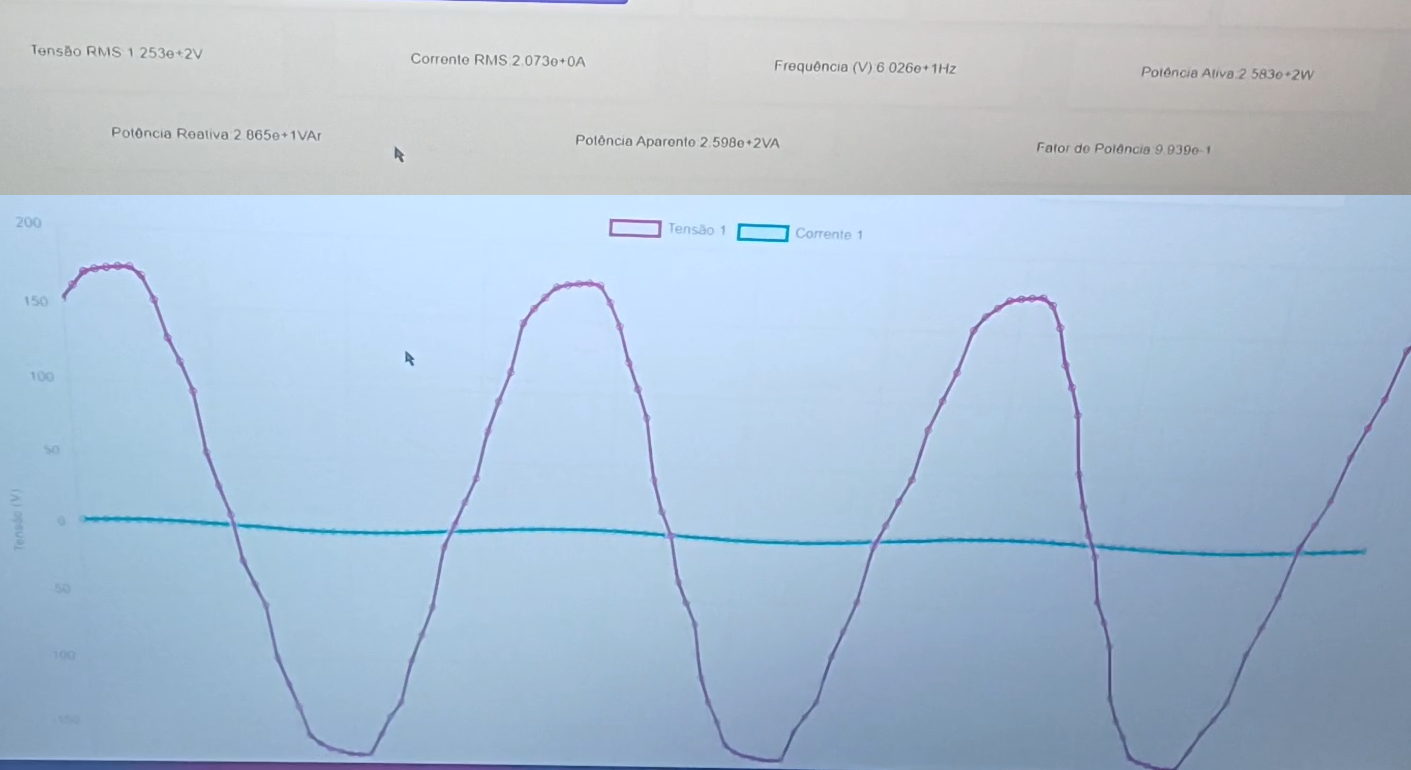 Tensão RMS 1.253e+2V
Corrente RMS 2.073e+0A
Frequência (V) 6.026e+1Hz
Potência Ativa 2.583e+2W
Potência Reativa 2.865e+1VAr
Potência Aparente 2.598e+2VA
Fator de Potência 9.939e-1
Tensão 1
Corrente 1
200
150
100
50
0
50
100
150
Tensão (V)